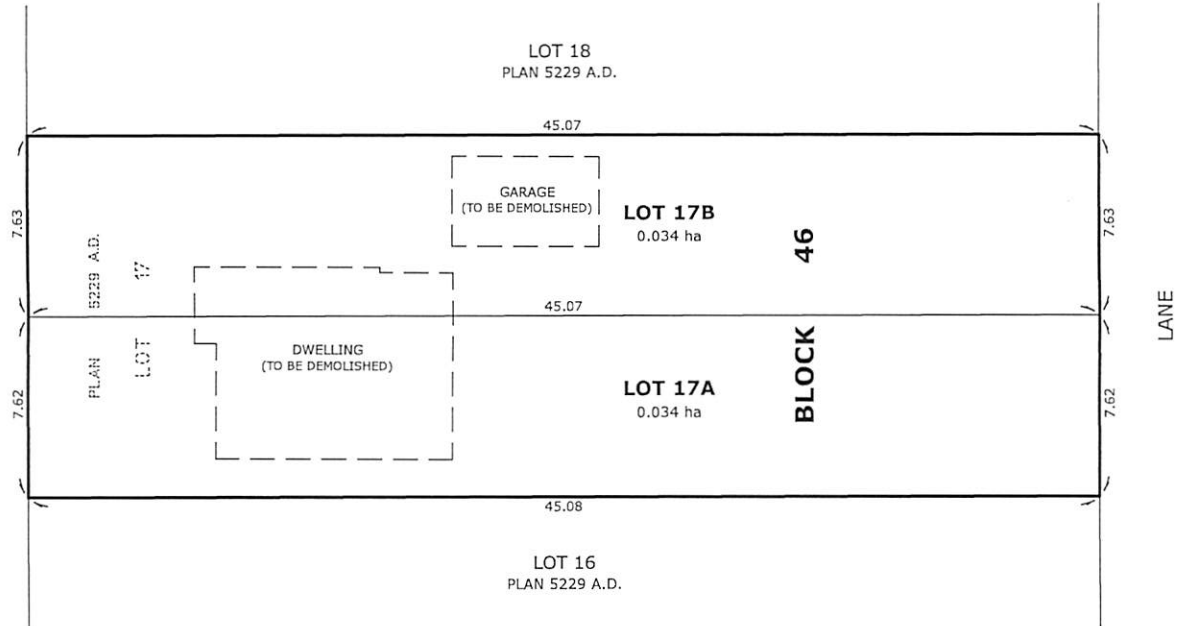 LOT 18
PLAN 5229 A.D.
45.07
7.63
GARAGE
(TO BE DEMOLISHED)
LOT 17B
0.034 ha
7.63
PLAN 5229 A.D.
LOT 17
BLOCK 46
45.07
LANE
7.62
DWELLING
(TO BE DEMOLISHED)
LOT 17A
0.034 ha
7.62
45.08
LOT 16
PLAN 5229 A.D.